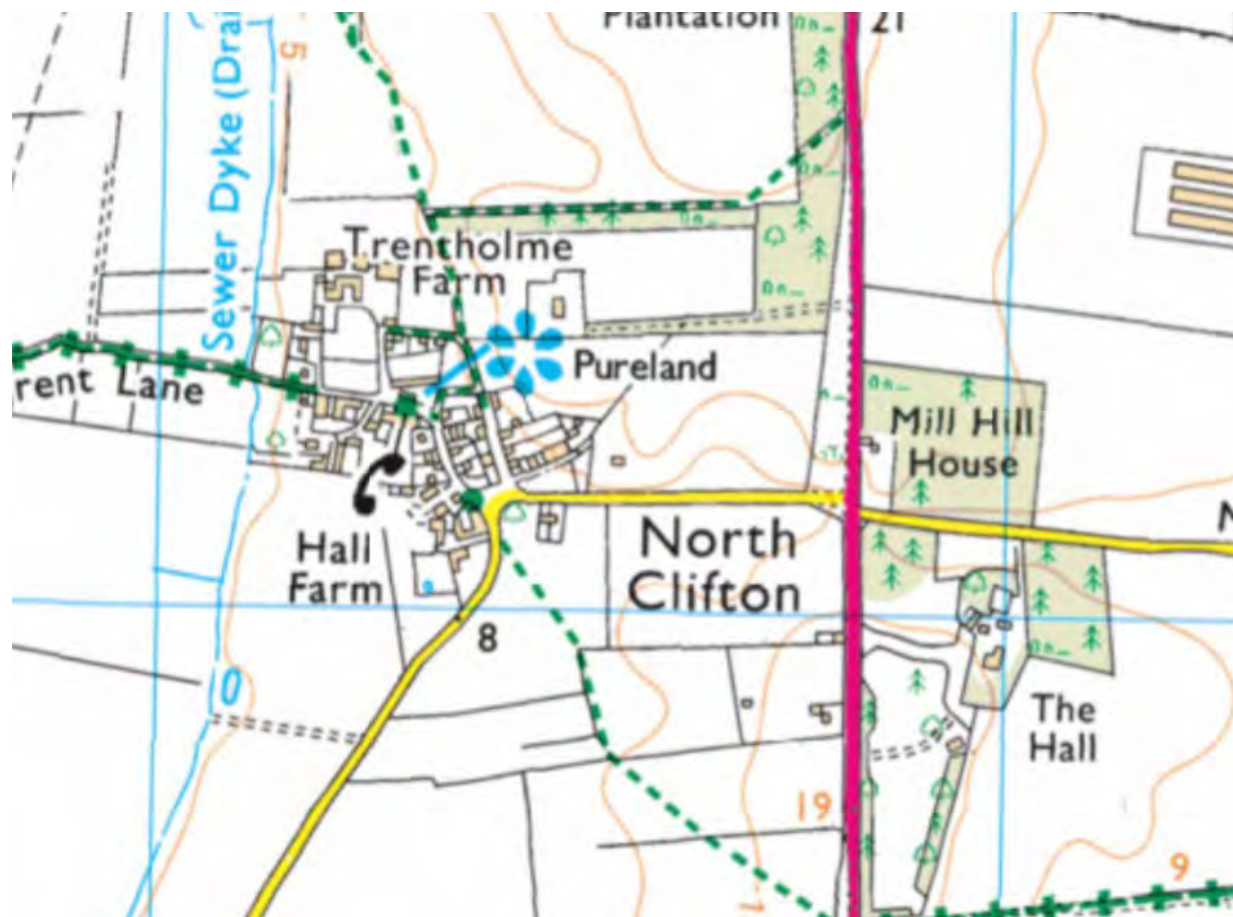 Plantation
21
5
Sewer Dyke (Drai
Trentholme
Farm
Pureland
rent Lane
Mill Hill
House
Hall
Farm
North
Clifton
8
The
Hall
19
9